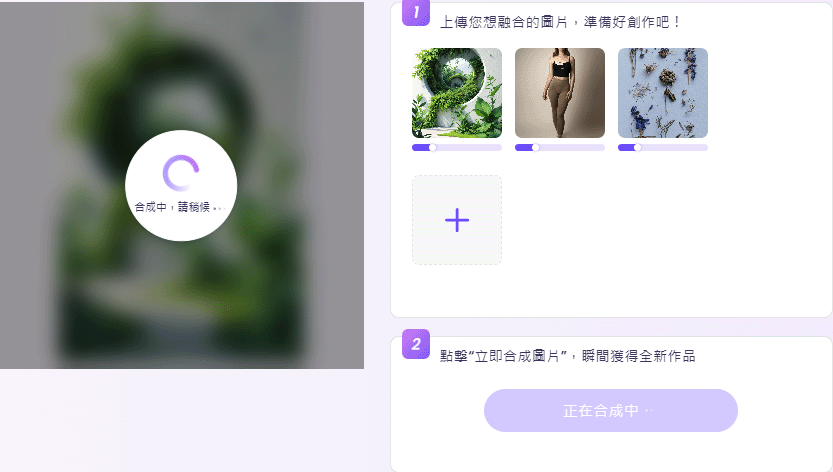 合成中，請稍候
1
上傳您想融合的圖片，準備好創作吧！
2
點擊“立即合成圖片”，瞬間獲得全新作品
正在合成中